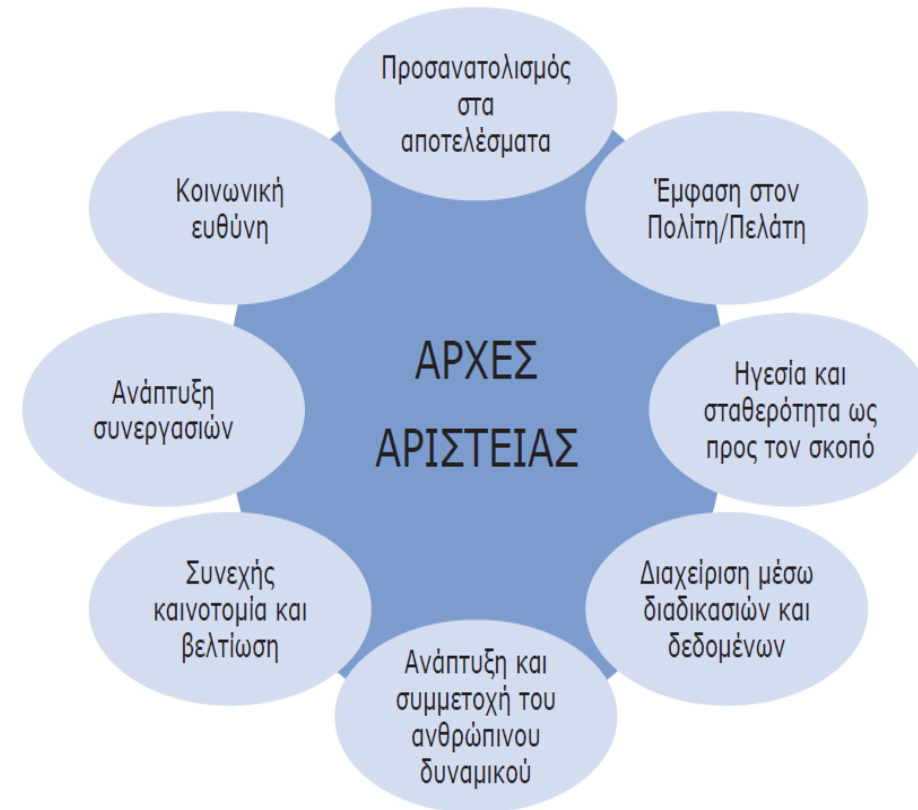 Προσανατολισμός
στα
αποτελέσματα
Έμφαση στον
Πολίτη/Πελάτη
Ηγεσία και
σταθερότητα ως
προς τον σκοπό
Διαχείριση μέσω
διαδικασιών και
δεδομένων
Ανάπτυξη και
συμμετοχή του
ανθρώπινου
δυναμικού
Συνεχής
καινοτομία και
βελτίωση
Ανάπτυξη
συνεργασιών
Κοινωνική
ευθύνη
ΑΡΧΕΣ
ΑΡΙΣΤΕΙΑΣ